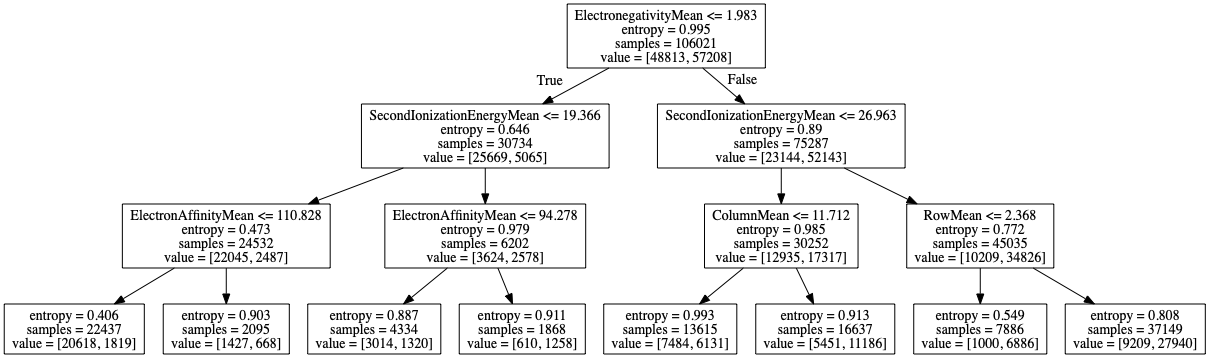 ElectronegativityMean <= 1.983
entropy = 0.995
samples = 106021
value = [48813, 57208]
True
False
SecondIonizationEnergyMean <= 19.366
entropy = 0.646
samples = 30734
value = [25669, 5065]
SecondIonizationEnergyMean <= 26.963
entropy = 0.89
samples = 75287
value = [23144, 52143]
ElectronAffinityMean <= 110.828
entropy = 0.473
samples = 24532
value = [22045, 2487]
ElectronAffinityMean <= 94.278
entropy = 0.979
samples = 6202
value = [3624, 2578]
ColumnMean <= 11.712
entropy = 0.985
samples = 30252
value = [12935, 17317]
RowMean <= 2.368
entropy = 0.772
samples = 45035
value = [10209, 34826]
entropy = 0.406
samples = 22437
value = [20618, 1819]
entropy = 0.903
samples = 2095
value = [1427, 668]
entropy = 0.887
samples = 4334
value = [3014, 1320]
entropy = 0.911
samples = 1868
value = [610, 1258]
entropy = 0.993
samples = 13615
value = [7484, 6131]
entropy = 0.913
samples = 16637
value = [5451, 11186]
entropy = 0.549
samples = 7886
value = [1000, 6886]
entropy = 0.808
samples = 37149
value = [9209, 27940]